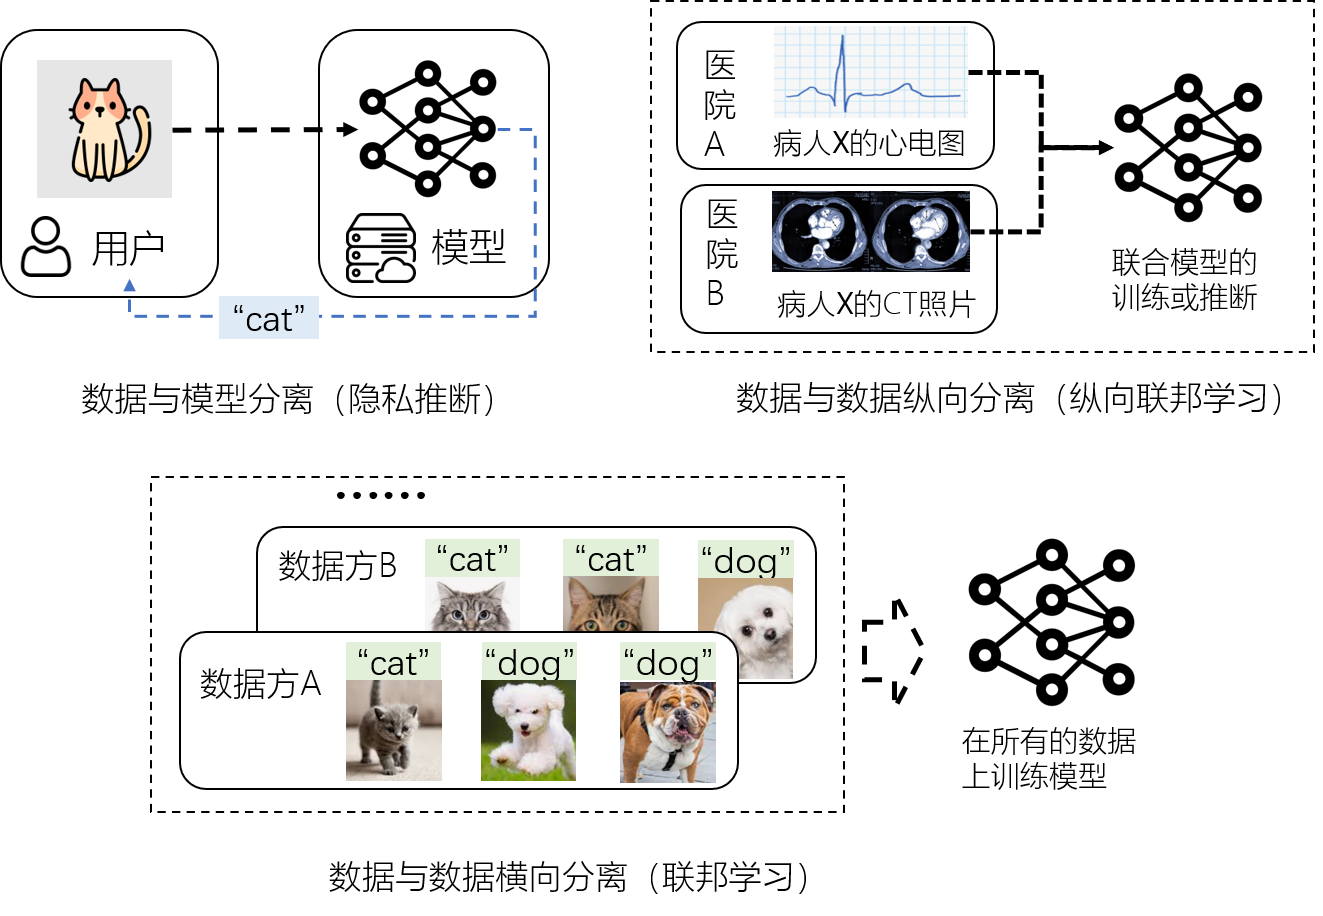 用户
模型
“cat”
数据与模型分离（隐私推断）
医院A
病人X的心电图
医院B
病人X的CT照片
联合模型的
训练或推断
数据与数据纵向分离（纵向联邦学习）
······
数据方B
“cat” “cat” “dog”
数据方A
“cat” “dog” “dog”
在所有的数据
上训练模型
数据与数据横向分离（联邦学习）